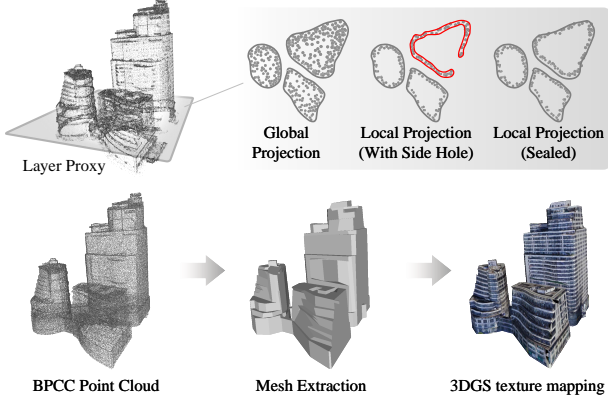 Layer Proxy
Global
Projection
Local Projection
(With Side Hole)
Local Projection
(Sealed)
BPCC Point Cloud
Mesh Extraction
3DGS texture mapping